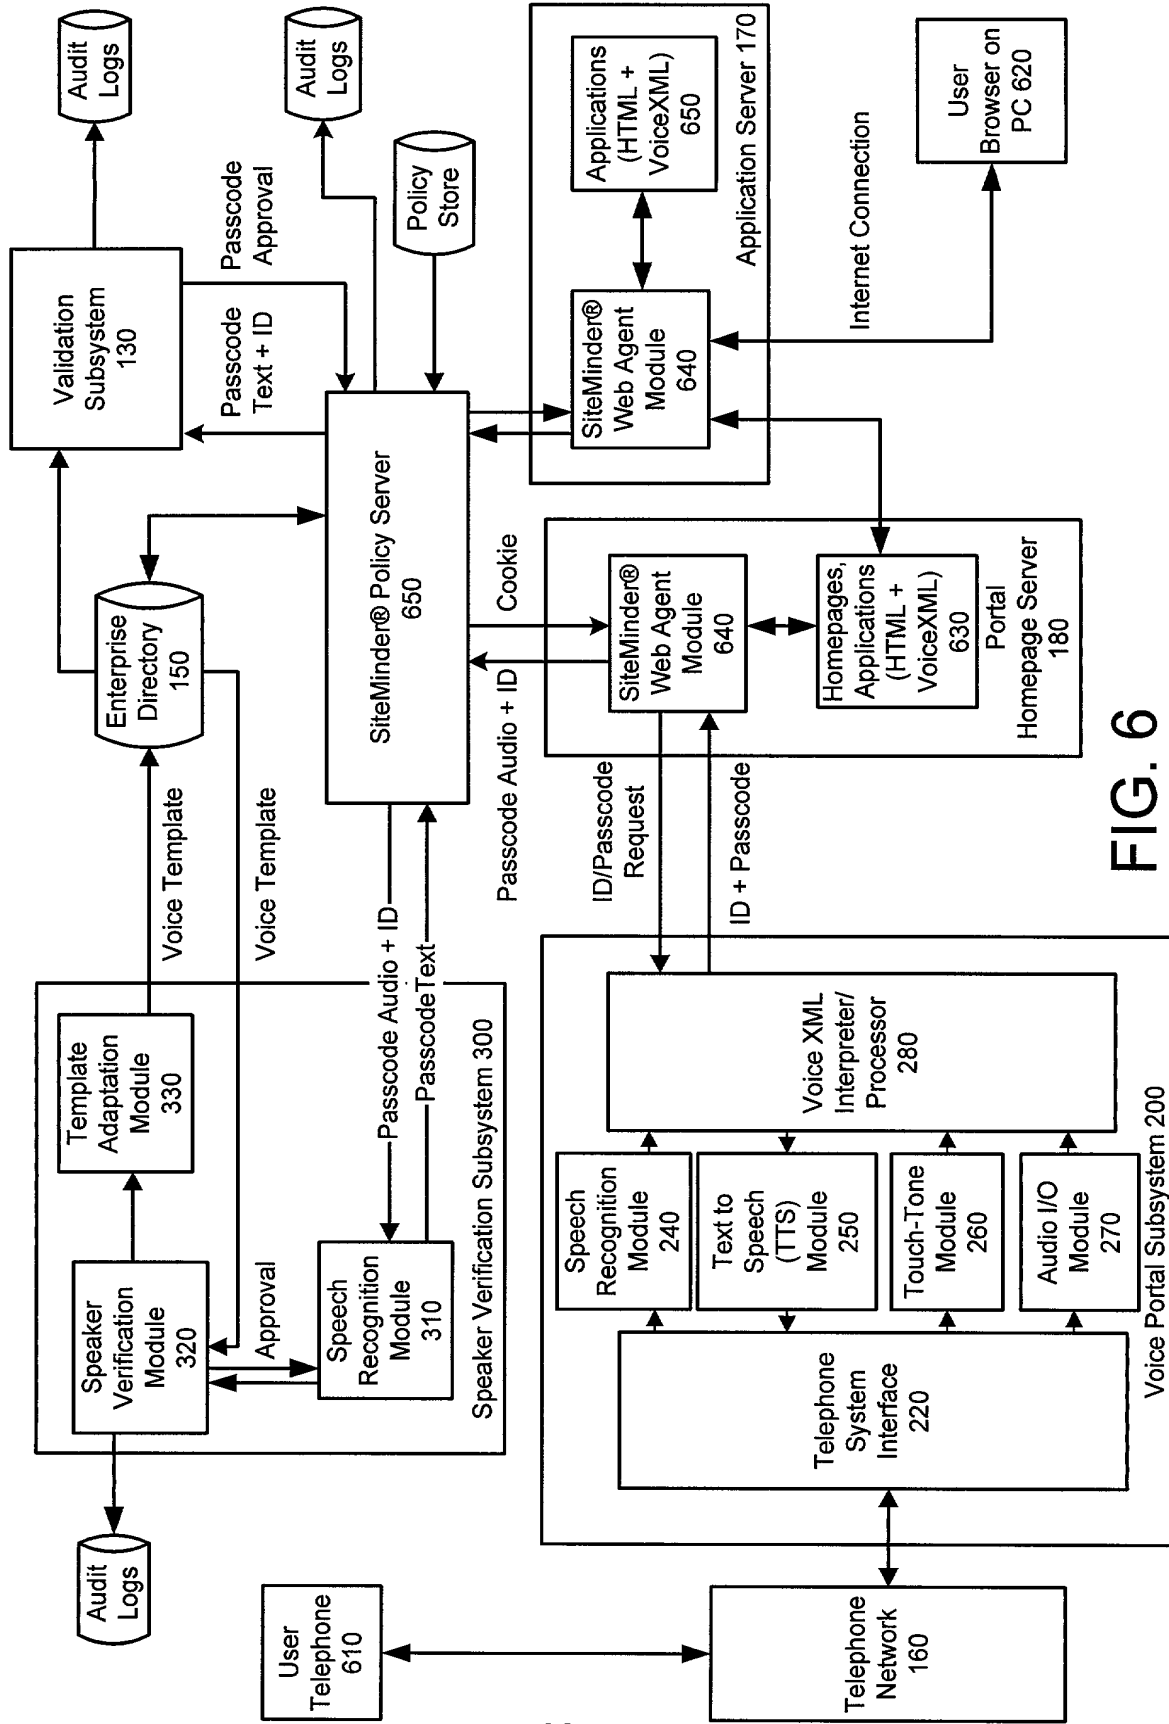 Audit
Logs
Speaker
Verification
Module
320
Template
Adaptation
Module
330
Voice Template
Voice Template
Enterprise
Directory
150
Validation
Subsystem
130
Audit
Logs
Approval
Speech
Recognition
Module
310
Speaker Verification Subsystem 300
Passcode Audio + ID
Passcode Text
SiteMinder® Policy Server
650
Passcode
Text + ID
Passcode
Approval
Audit
Logs
Policy
Store
User
Telephone
610
Telephone
Network
160
Telephone
System
Interface
220
Speech
Recognition
Module
240
Text to
Speech
(TTS)
Module
250
Touch-Tone
Module
260
Audio I/O
Module
270
Voice XML
Interpreter/
Processor
280
Voice Portal Subsystem 200
ID/Passcode
Request
ID + Passcode
Passcode Audio + ID
Cookie
SiteMinder®
Web Agent
Module
640
Homepages,
Applications
(HTML +
VoiceXML)
630
Portal
Homepage Server
180
SiteMinder®
Web Agent
Module
640
Applications
(HTML +
VoiceXML)
650
Application Server 170
Internet Connection
User
Browser on
PC 620
FIG. 6